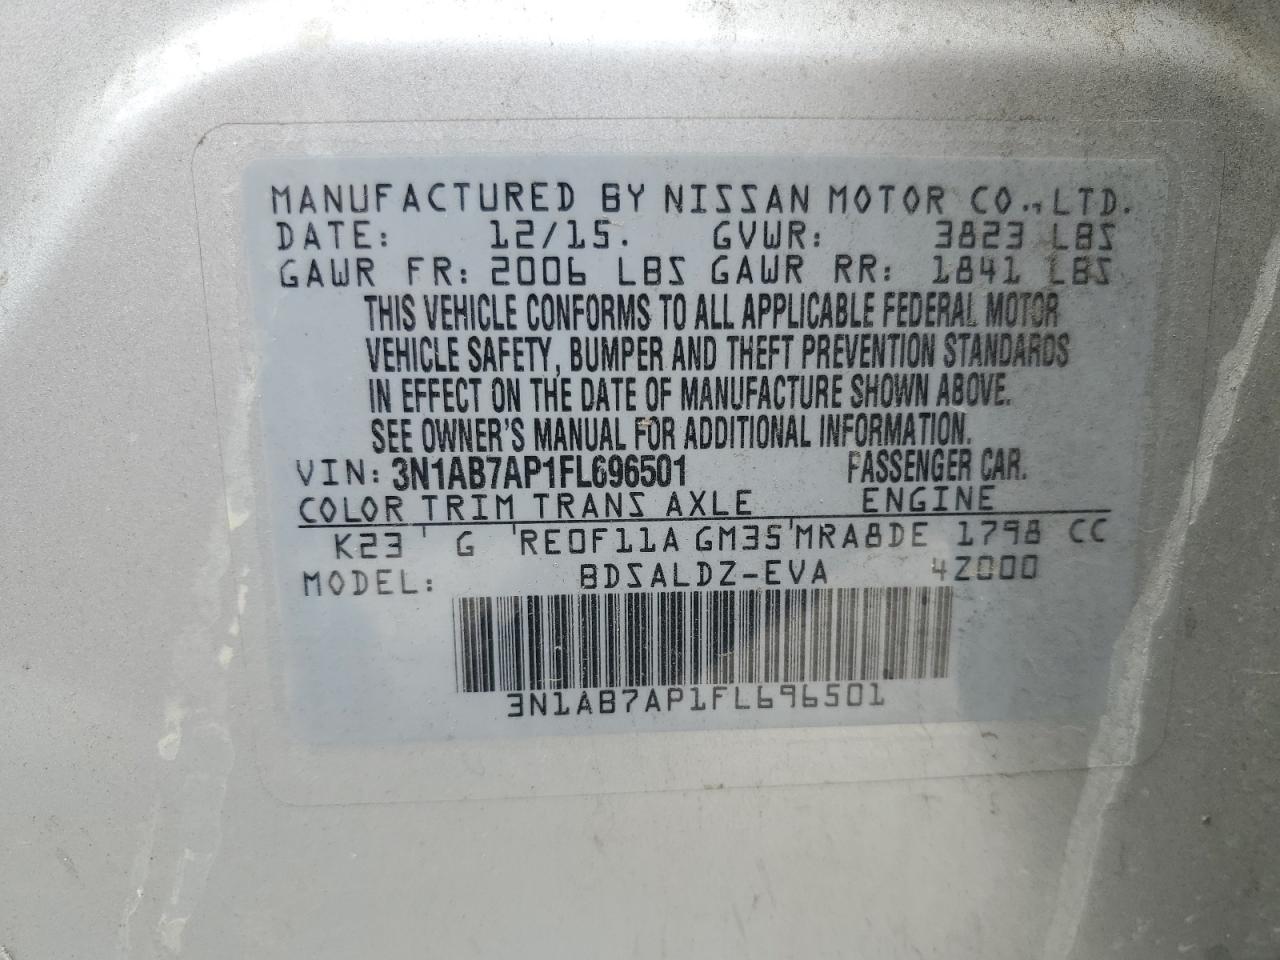 MANUFACTURED BY NISSAN MOTOR CO., LTD.
DATE: 12/15. GVWR: 3823 LBS
GAWR FR: 2006 LBS GAWR RR: 1841 LBS
THIS VEHICLE CONFORMS TO ALL APPLICABLE FEDERAL MOTOR
VEHICLE SAFETY, BUMPER AND THEFT PREVENTION STANDARDS
IN EFFECT ON THE DATE OF MANUFACTURE SHOWN ABOVE.
SEE OWNER'S MANUAL FOR ADDITIONAL INFORMATION.
VIN: 3N1AB7AP1FL696501 PASSENGER CAR.
COLOR TRIM TRANS AXLE ENGINE
K23 ' G 'RE0F11A GM35'MRA8DE 1798 CC
MODEL: BDSALDZ-EVA 4Z000
3N1AB7AP1FL696501